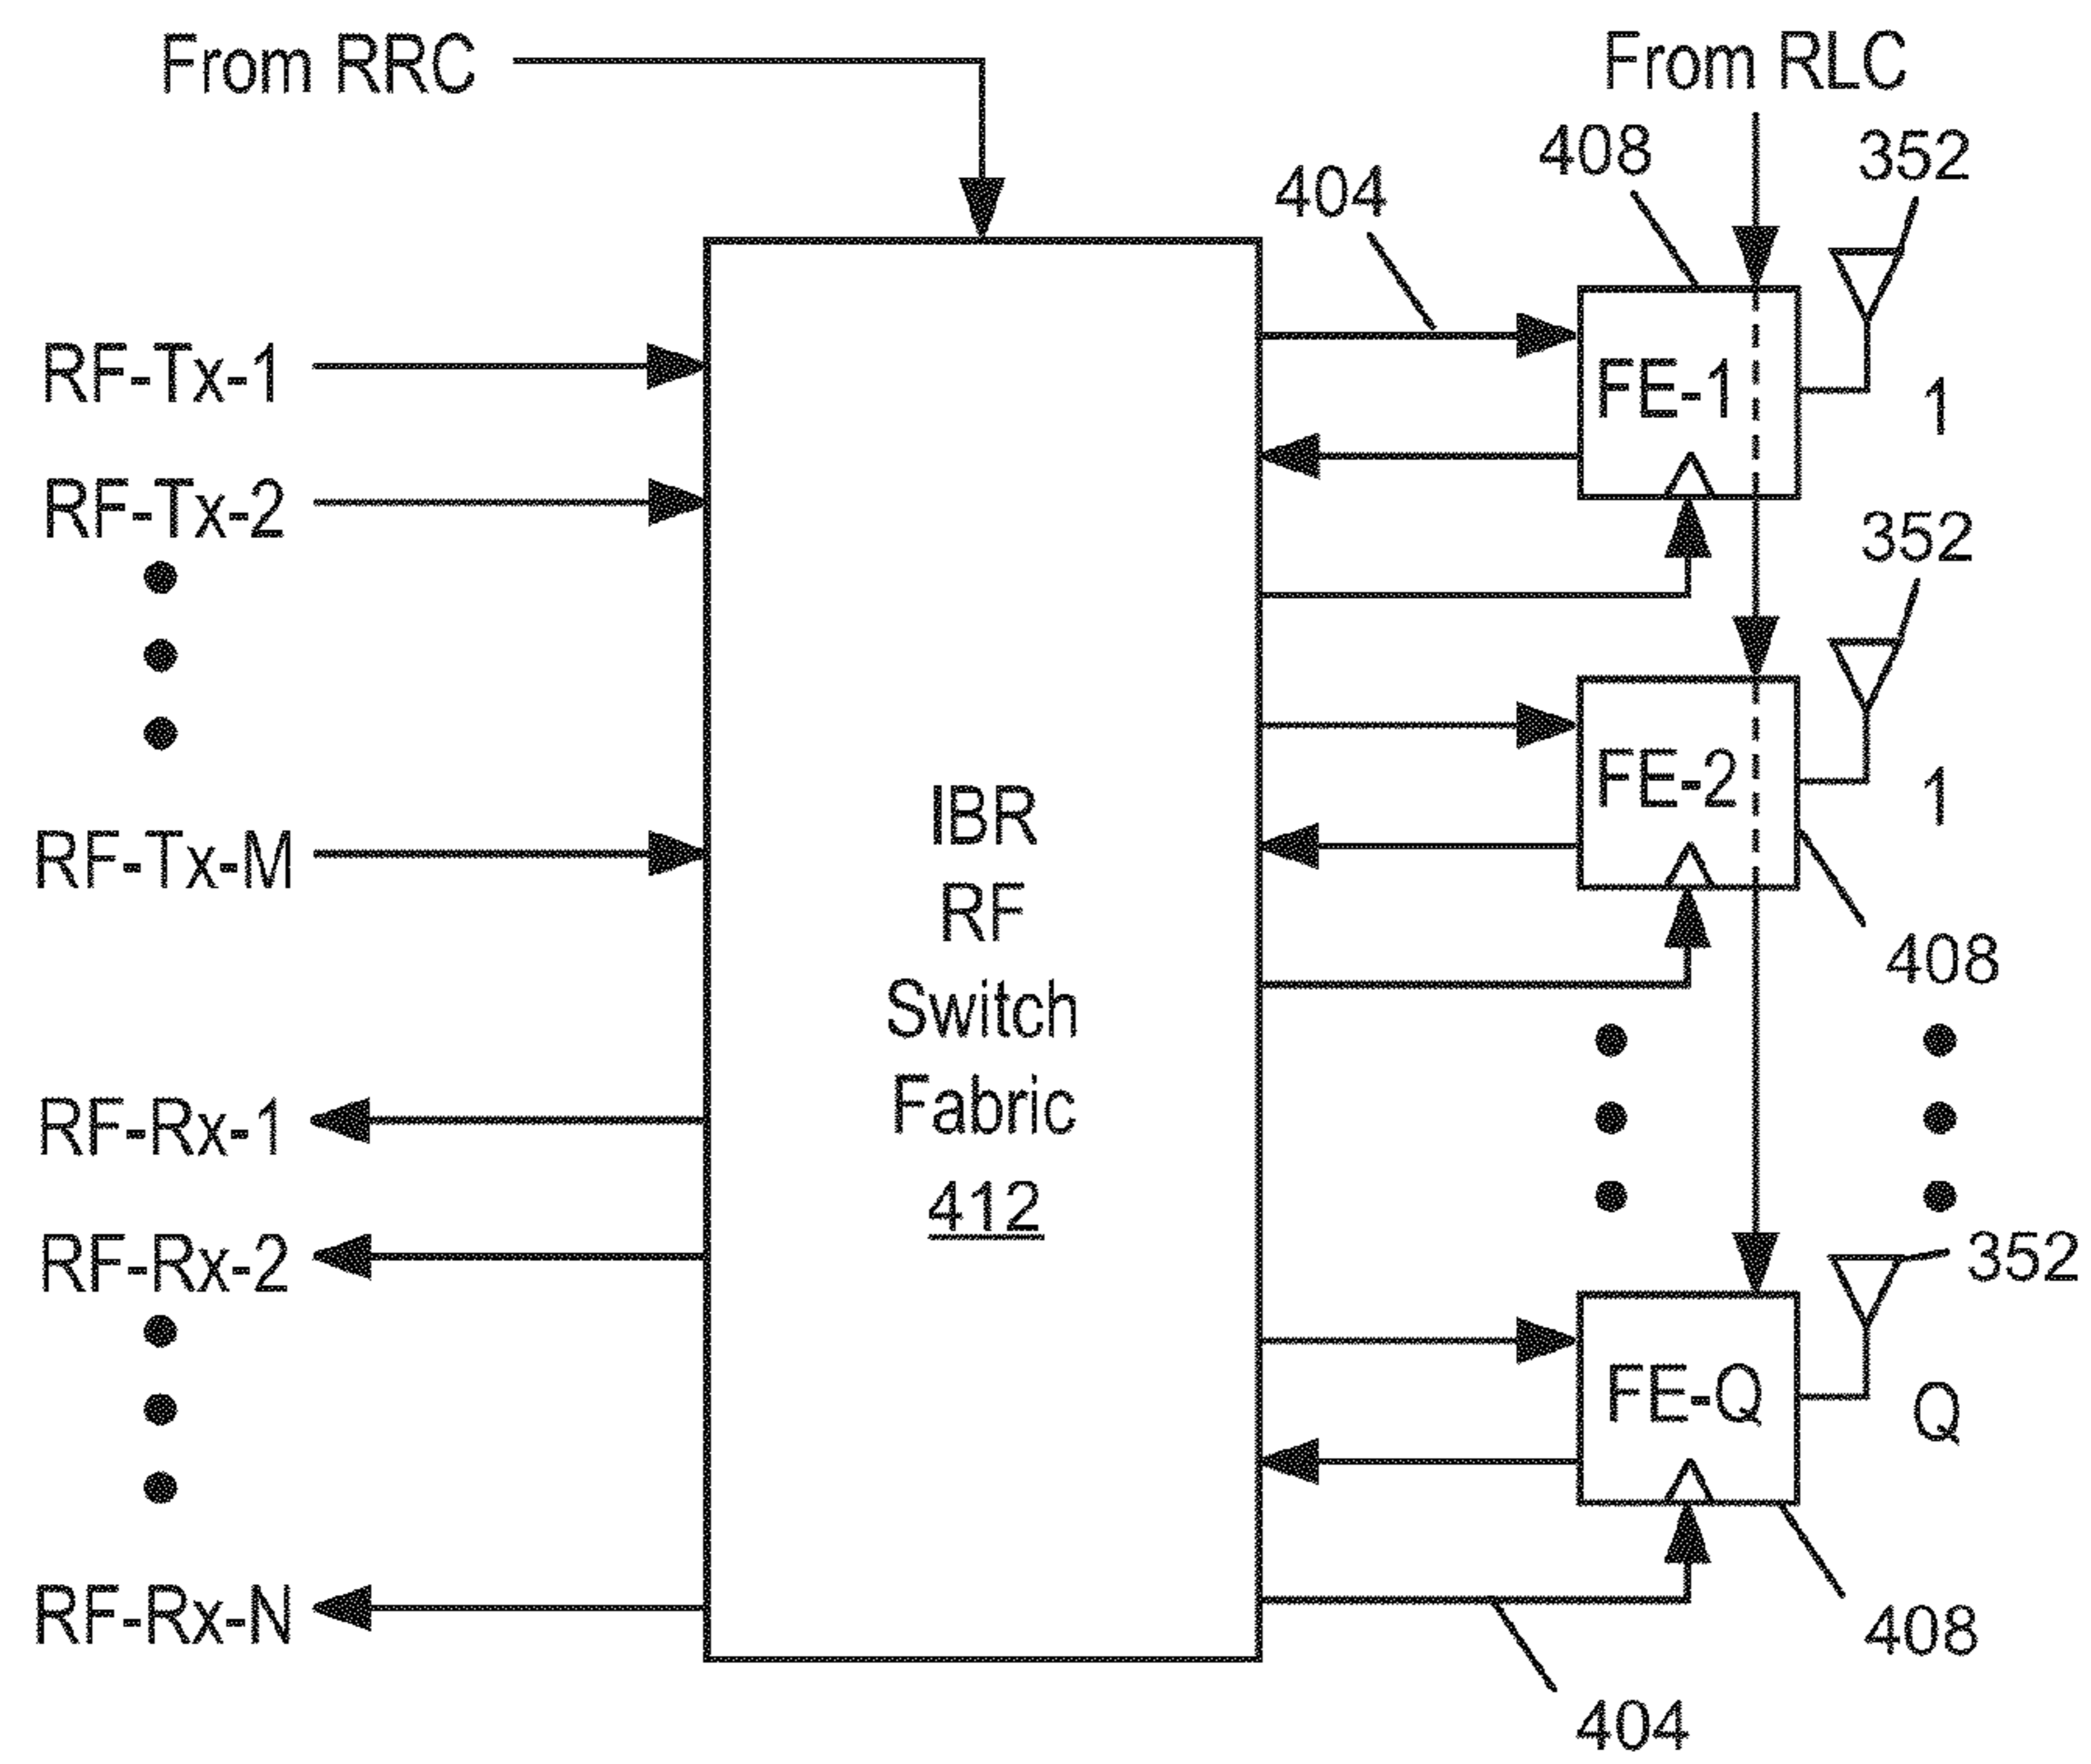 From RRC
From RLC
408
352
404
RF-Tx-1
FE-1
1
RF-Tx-2
352
FE-2
1
RF-Tx-M
IBR
RF
Switch
Fabric
412
408
RF-Rx-1
RF-Rx-2
352
FE-Q
Q
RF-Rx-N
408
404